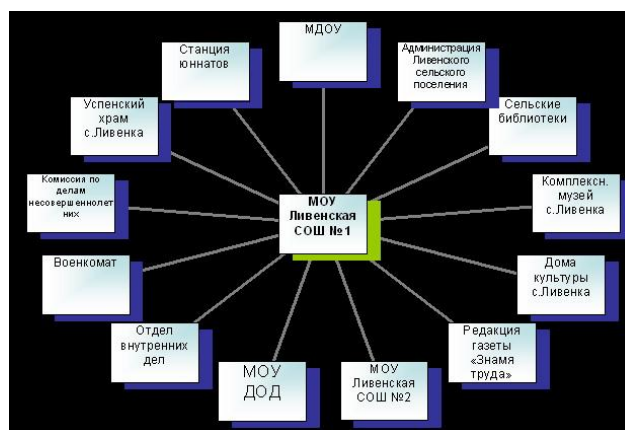 МДОУ
Администрация
Ливенского
сельского
поселения
Сельские
библиотеки
Комплексн.
музей
с.Ливенка
Дома
культуры
с.Ливенка
Редакция
газеты
«Знамя
труда»
МОУ
Ливенская
СОШ №2
МОУ
ДОД
Отдел
внутренних
дел
Военкомат
Комиссия по
делам
несовершеннолет
них
Успенский
храм
с.Ливенка
Станция
юннатов
МОУ
Ливенская
СОШ №1